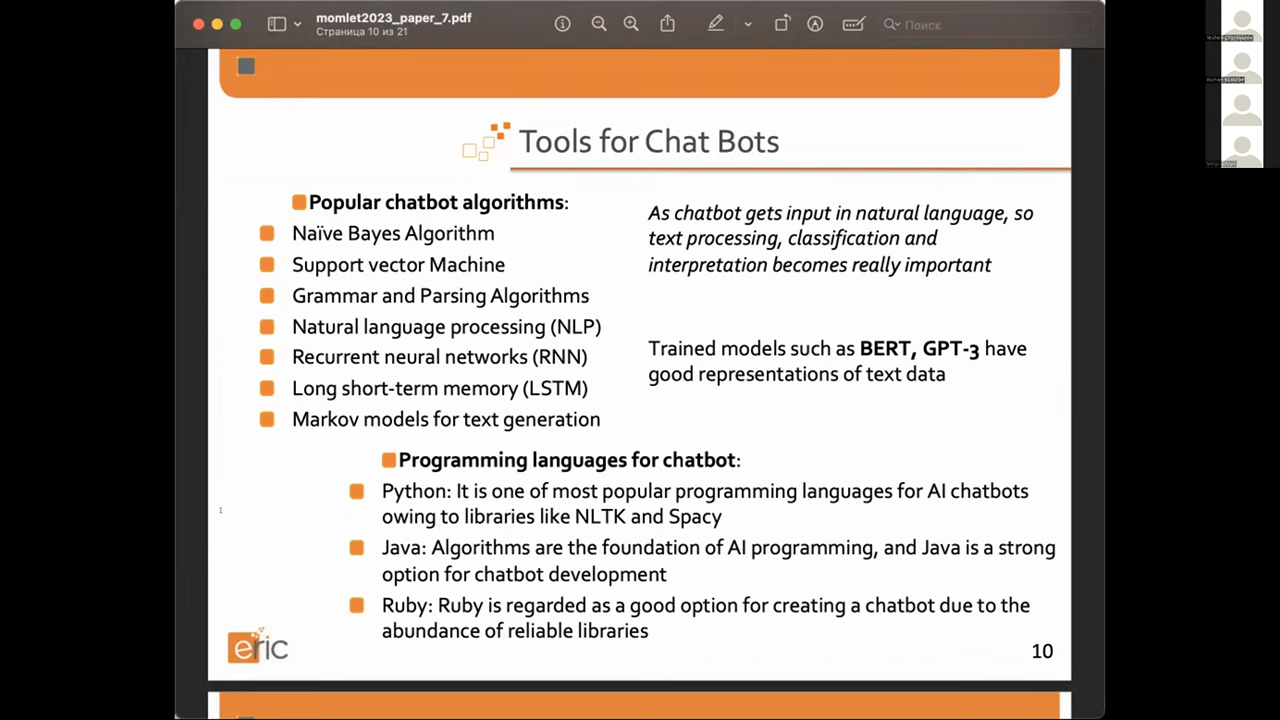 momlet2023_paper_7.pdf
Страница 10 из 21
Поиск
Tools for Chat Bots
Popular chatbot algorithms:
Naïve Bayes Algorithm
Support vector Machine
Grammar and Parsing Algorithms
Natural language processing (NLP)
Recurrent neural networks (RNN)
Long short-term memory (LSTM)
Markov models for text generation
As chatbot gets input in natural language, so
text processing, classification and
interpretation becomes really important
Trained models such as BERT, GPT-3 have
good representations of text data
Programming languages for chatbot:
Python: It is one of most popular programming languages for AI chatbots
owing to libraries like NLTK and Spacy
Java: Algorithms are the foundation of AI programming, and Java is a strong
option for chatbot development
Ruby: Ruby is regarded as a good option for creating a chatbot due to the
abundance of reliable libraries
eric
10